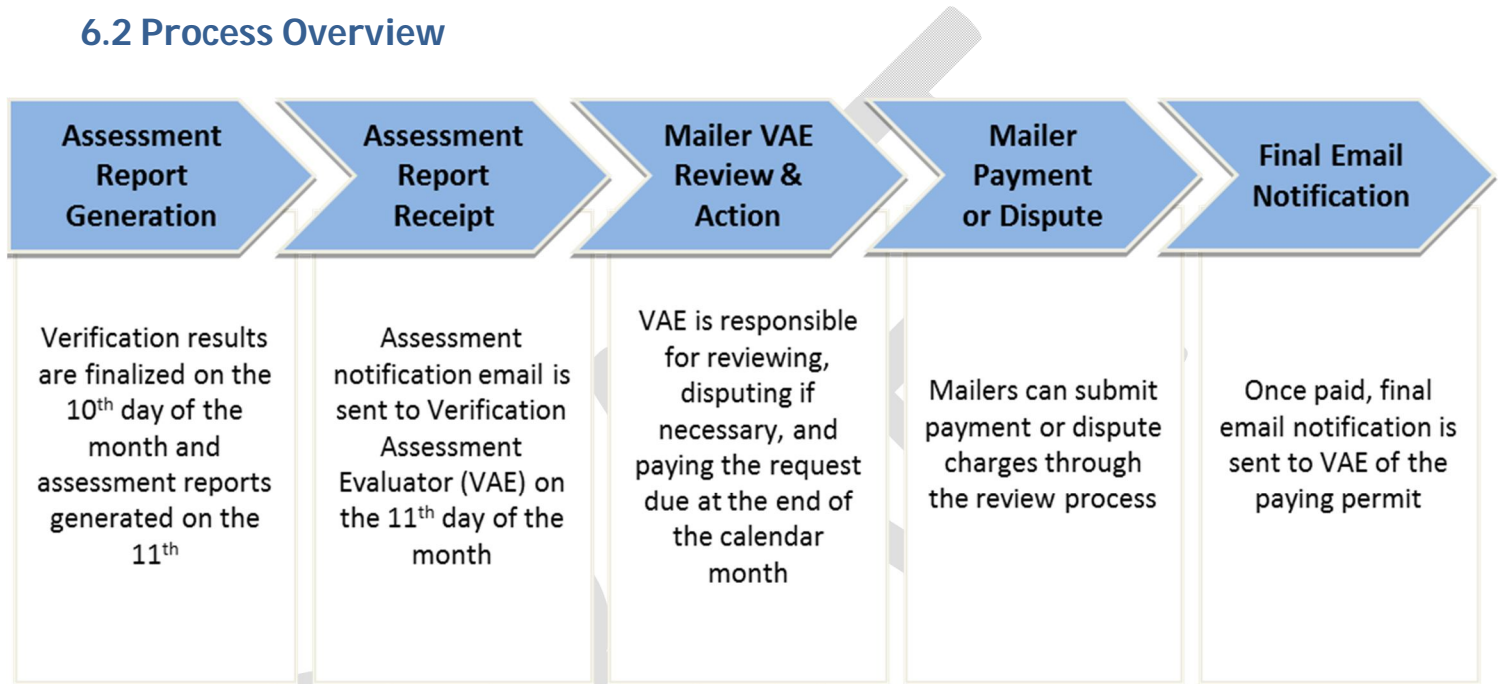 6.2 Process Overview
Assessment
Report
Generation
Verification results
are finalized on the
10th day of the
month and
assessment reports
generated on the
11th
Assessment
Report
Receipt
Assessment
notification email is
sent to Verification
Assessment
Evaluator (VAE) on
the 11th day of the
month
Mailer VAE
Review &
Action
VAE is responsible
for reviewing,
disputing if
necessary, and
paying the request
due at the end of
the calendar
month
Mailer
Payment
or Dispute
Mailers can submit
payment or dispute
charges through
the review process
Final Email
Notification
Once paid, final
email notification is
sent to VAE of the
paying permit